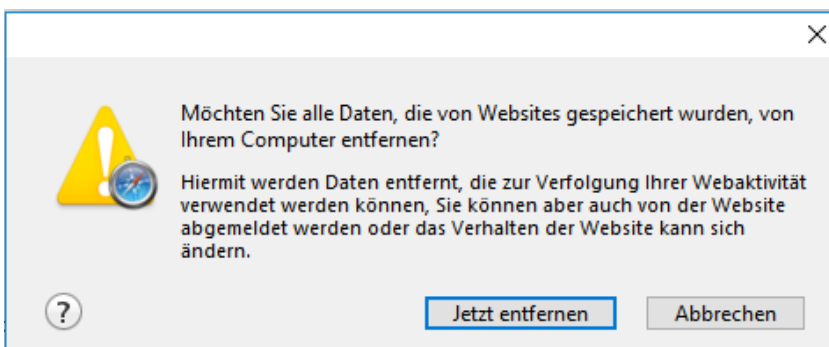 Möchten Sie alle Daten, die von Websites gespeichert wurden, von
Ihrem Computer entfernen?
Hiermit werden Daten entfernt, die zur Verfolgung Ihrer Webaktivität
verwendet werden können, Sie können aber auch von der Website
abgemeldet werden oder das Verhalten der Website kann sich
ändern.
? Jetzt entfernen Abbrechen